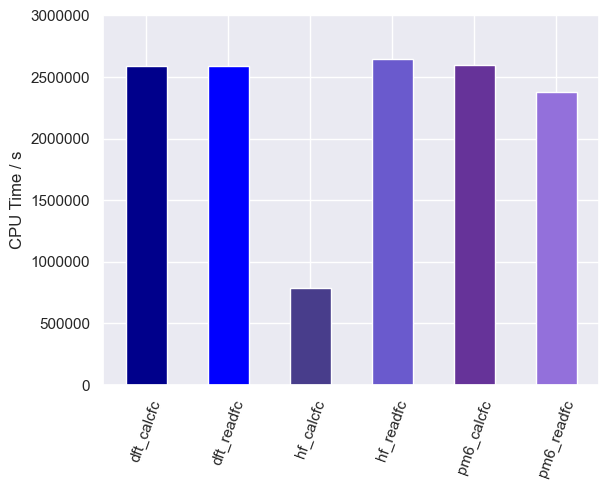 3000000
2500000
2000000
1500000
1000000
500000
0
CPU Time / s
dft_calcfc
dft_readfc
hf_calcfc
hf_readfc
pm6_calcfc
pm6_readfc